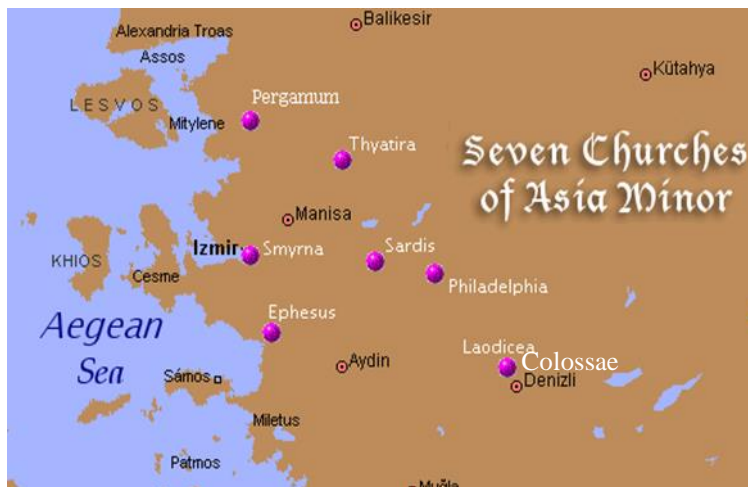 Balikesir
Alexandria Troas
Assos
Kütahya
LESVOS
Pergamum
Mitylene
Thyatira
Seven Churches
of Asia Minor
Manisa
Izmir
Smyrna
Sardis
KHIOS
Cesme
Philadelphia
Ephesus
Aegean
Sea
Laodicea
Colossae
Aydin
Sámos
Denizli
Miletus
Patmos
Muğla